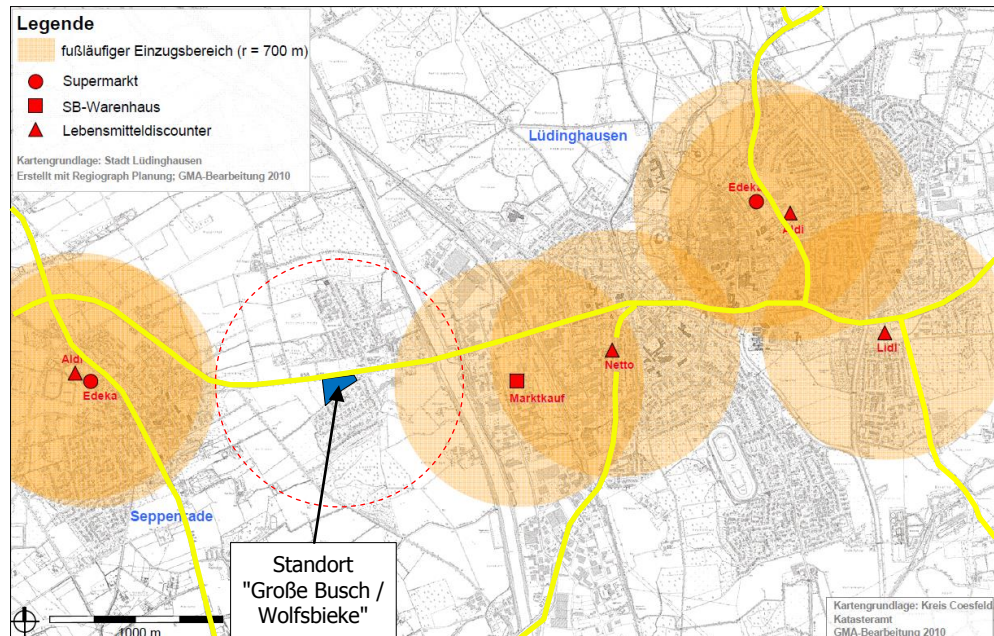 Legende
fußläufiger Einzugsbereich (r = 700 m)
Supermarkt
SB-Warenhaus
Lebensmitteldiscounter
Kartengrundlage: Stadt Lüdinghausen
Erstellt mit Regiograph Planung; GMA-Bearbeitung 2010
Lüdinghausen
Edeka
Aldi
Aldi
Edeka
Netto
Lidl
Marktkauf
Seppenrade
Standort
"Große Busch /
Wolfsbieke"
1000 m
Kartengrundlage: Kreis Coesfeld
Katasteramt
GMA-Bearbeitung 2010